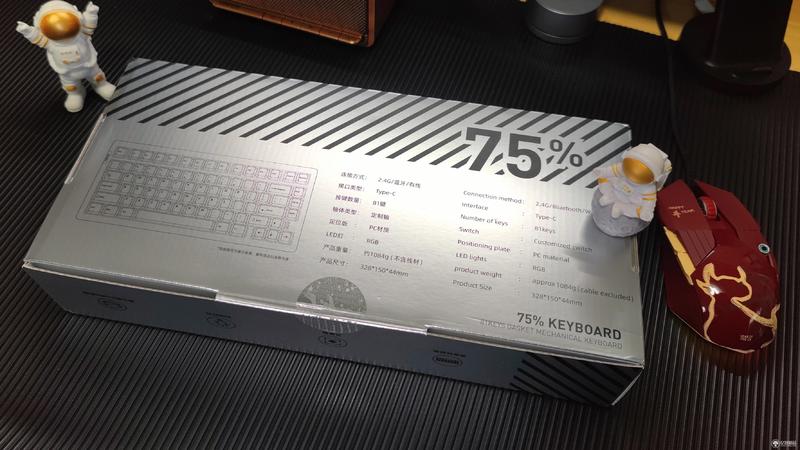 75%
连接方式: 2.4G/蓝牙/有线
接口类型: Type-C
按键数量: 81键
轴体类型: 定制轴
定位板: PC材质
LED灯: RGB
产品重量: 约1084g(不含线材)
产品尺寸: 328*150*44mm
Connection method: 2.4G/Bluetooth/W
Interface : Type-C
Number of keys : 81keys
Switch : Customized switch
Positioning plate : PC material
LED lights : RGB
product weight : approx 1084g(cable excluded)
Product Size : 328*150*44mm
75% KEYBOARD
81KEYS GASKET MECHANICAL KEYBOARD
HAPPY
YEAR